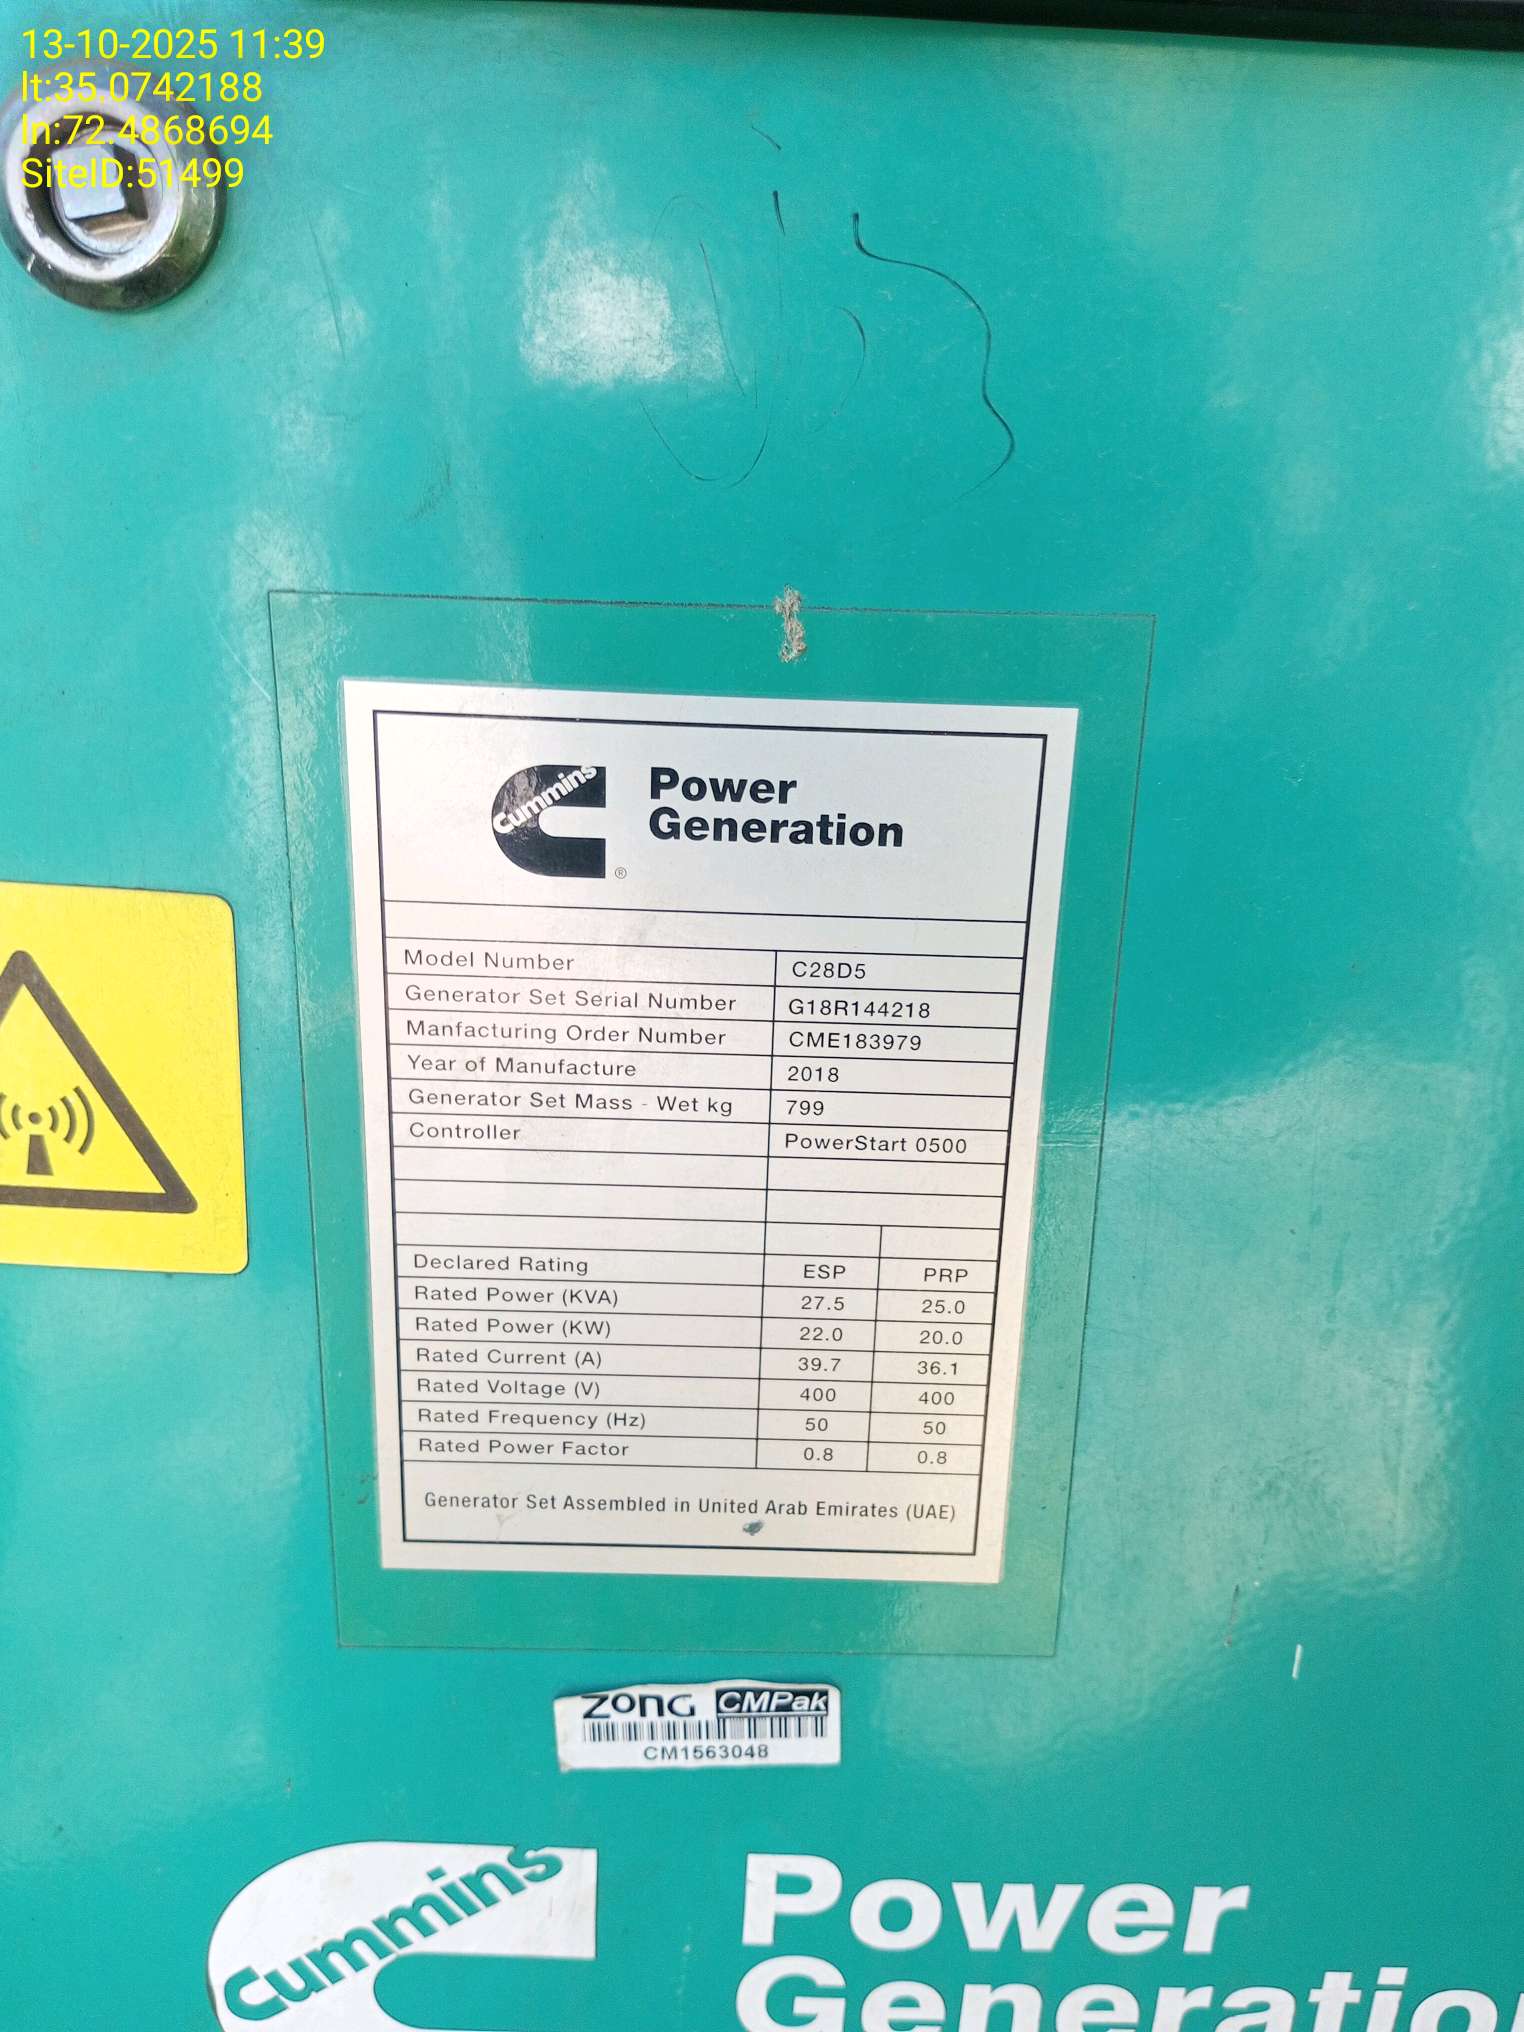 13-10-2025 11:39
lt:35.0742188
ln:72.4868694
SiteID:51499
Cummins
Power
Generation
®
Model Number C28D5
Generator Set Serial Number G18R144218
Manfacturing Order Number CME183979
Year of Manufacture 2018
Generator Set Mass - Wet kg 799
Controller PowerStart 0500
Declared Rating ESP PRP
Rated Power (KVA) 27.5 25.0
Rated Power (KW) 22.0 20.0
Rated Current (A) 39.7 36.1
Rated Voltage (V) 400 400
Rated Frequency (Hz) 50 50
Rated Power Factor 0.8 0.8
Generator Set Assembled in United Arab Emirates (UAE)
ZONG CMPak
CM1563048
Cummins
Power
Generatio